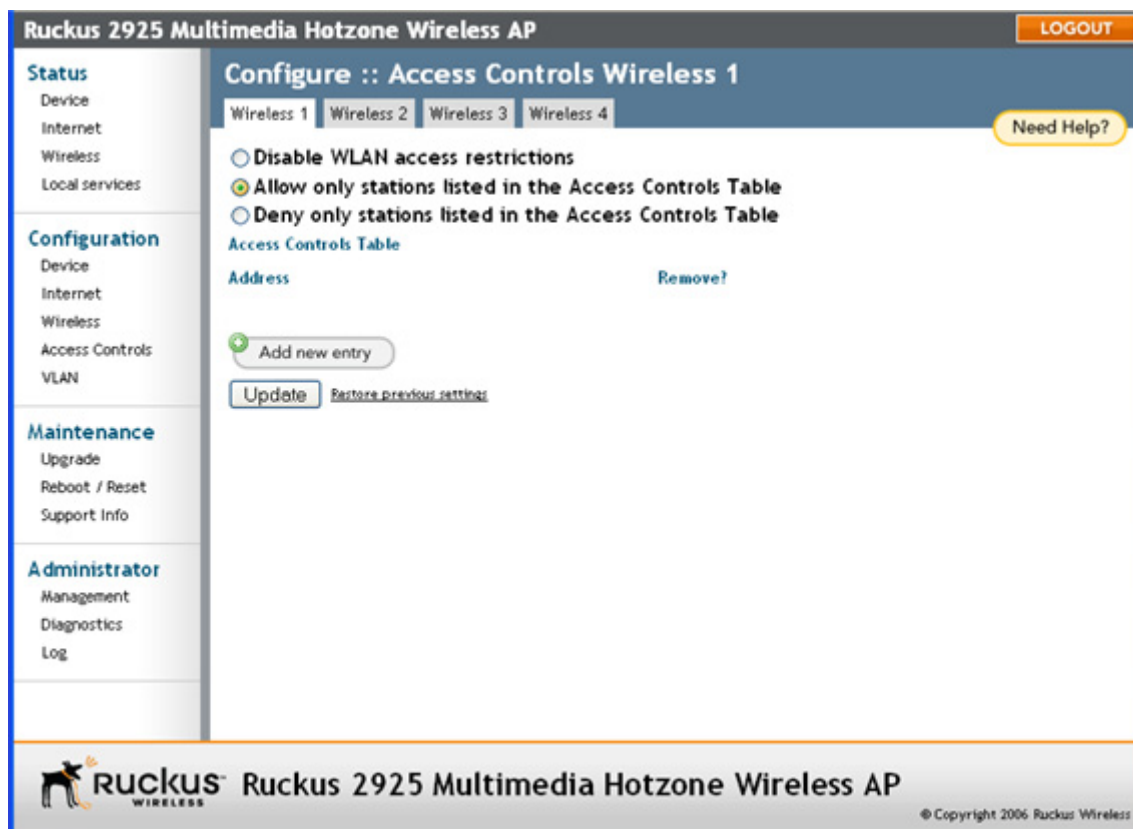 Ruckus 2925 Multimedia Hotzone Wireless AP
LOGOUT
Status
Device
Internet
Wireless
Local services
Configuration
Device
Internet
Wireless
Access Controls
VLAN
Maintenance
Upgrade
Reboot / Reset
Support Info
Administrator
Management
Diagnostics
Log
Configure :: Access Controls Wireless 1
Wireless 1 Wireless 2 Wireless 3 Wireless 4
Need Help?
Disable WLAN access restrictions
Allow only stations listed in the Access Controls Table
Deny only stations listed in the Access Controls Table
Access Controls Table
Address Remove?
Add new entry
Update Restore previous settings
RUCKUS WIRELESS
Ruckus 2925 Multimedia Hotzone Wireless AP
© Copyright 2006 Ruckus Wireless